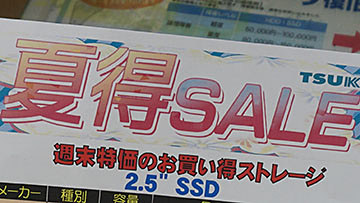 TSUK
夏得SALE
週末特価のお買い得ストレージ
2.5" SSD
メーカー 種別 容量